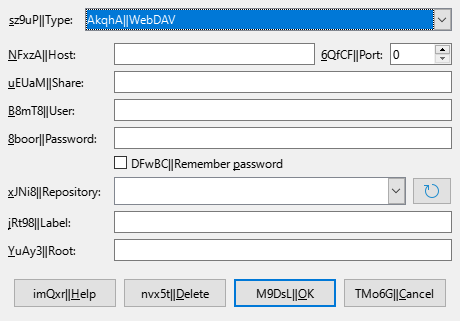 sz9uP||Type: AkqhA||WebDAV
NFxzA||Host: 6QfCF||Port: 0
uEUaM||Share:
B8mT8||User:
8boor||Password:
DFwBC||Remember password
xJNi8||Repository:
jRt98||Label:
YuAy3||Root:
imQxr||Help nvx5t||Delete M9DsL||OK TMo6G||Cancel